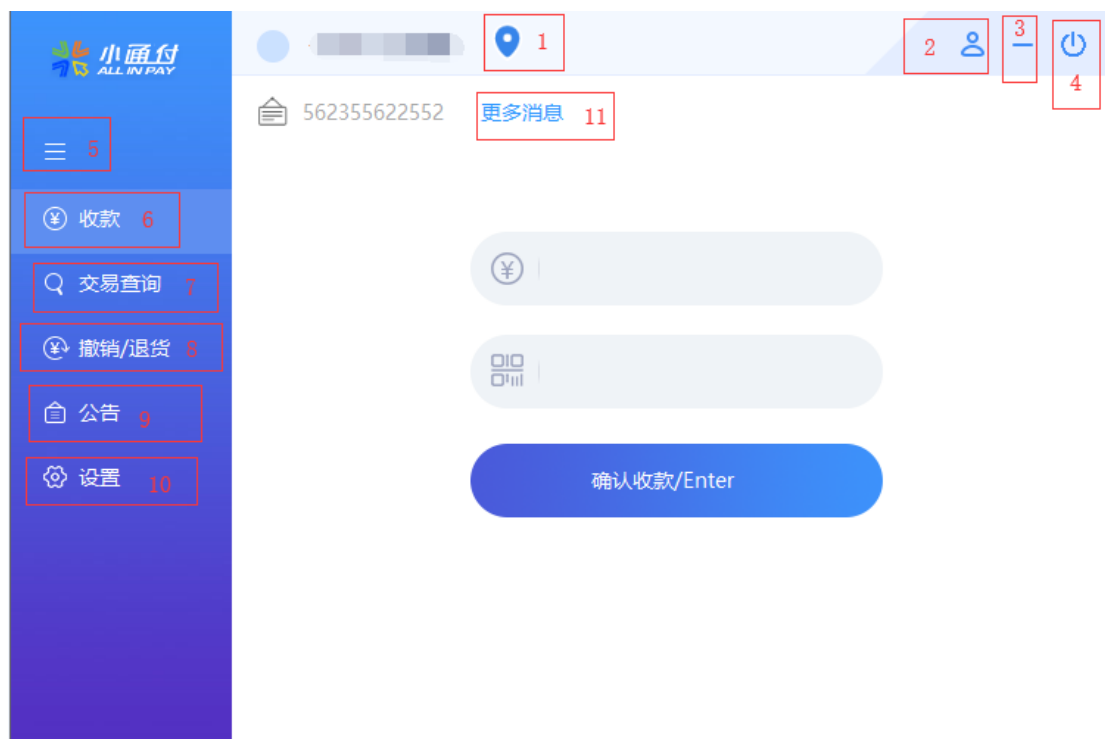 小通付
ALL IN PAY
1
2
3
4
562355622552 更多消息 11
5
收款 6
交易查询 7
撤销/退货 8
公告 9
设置 10
确认收款/Enter